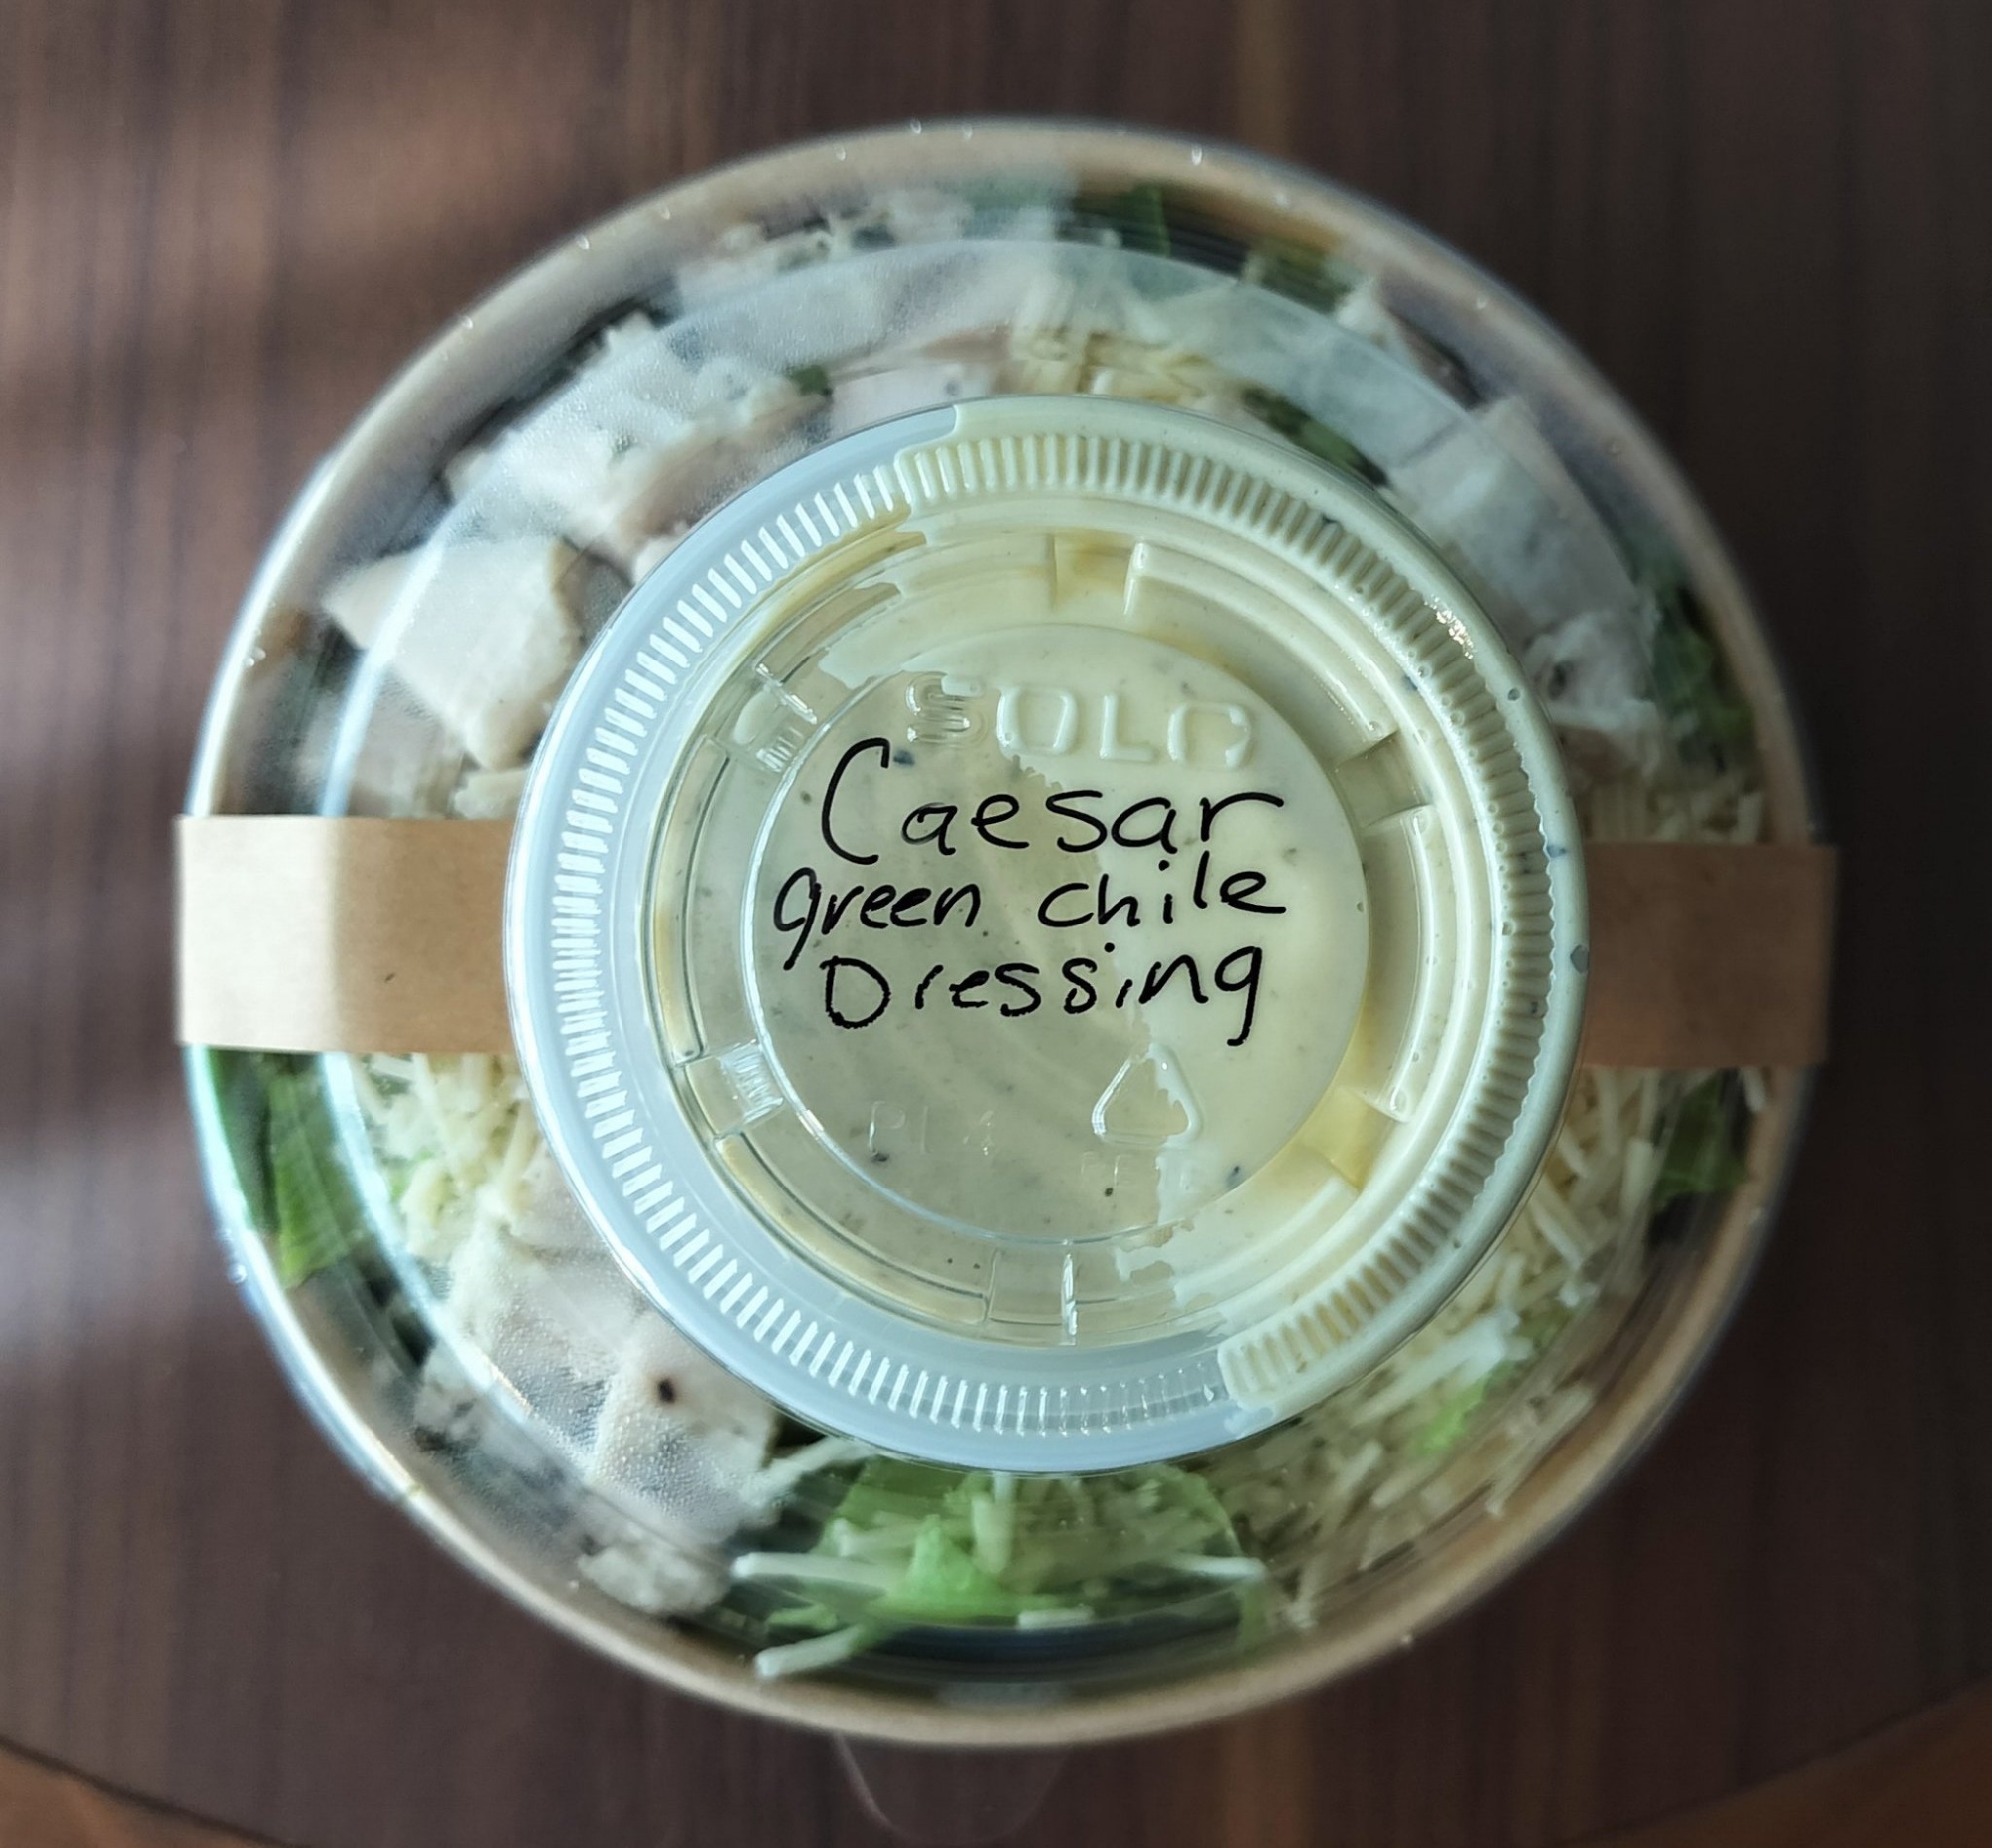 SOLO
Caesar
green chile
Dressing